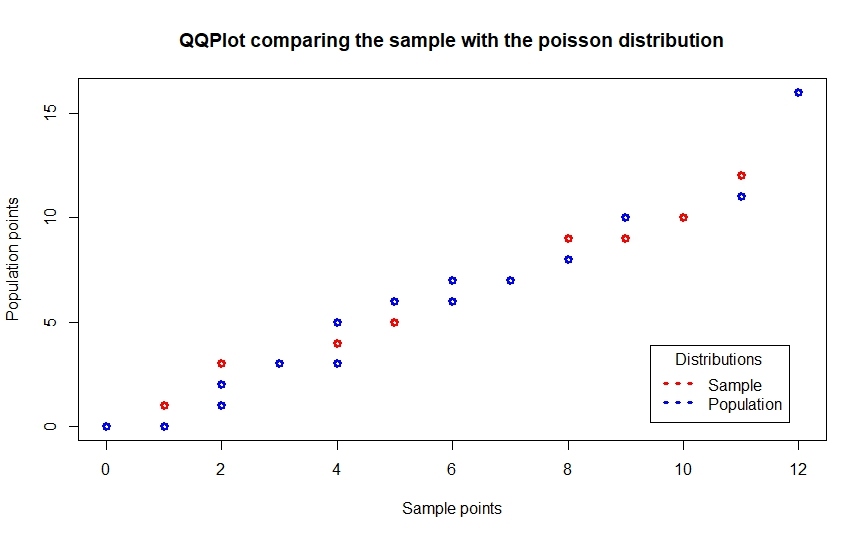 QQPlot comparing the sample with the poisson distribution
Population points
15
10
5
0
Distributions
Sample
Population
0 2 4 6 8 10 12
Sample points